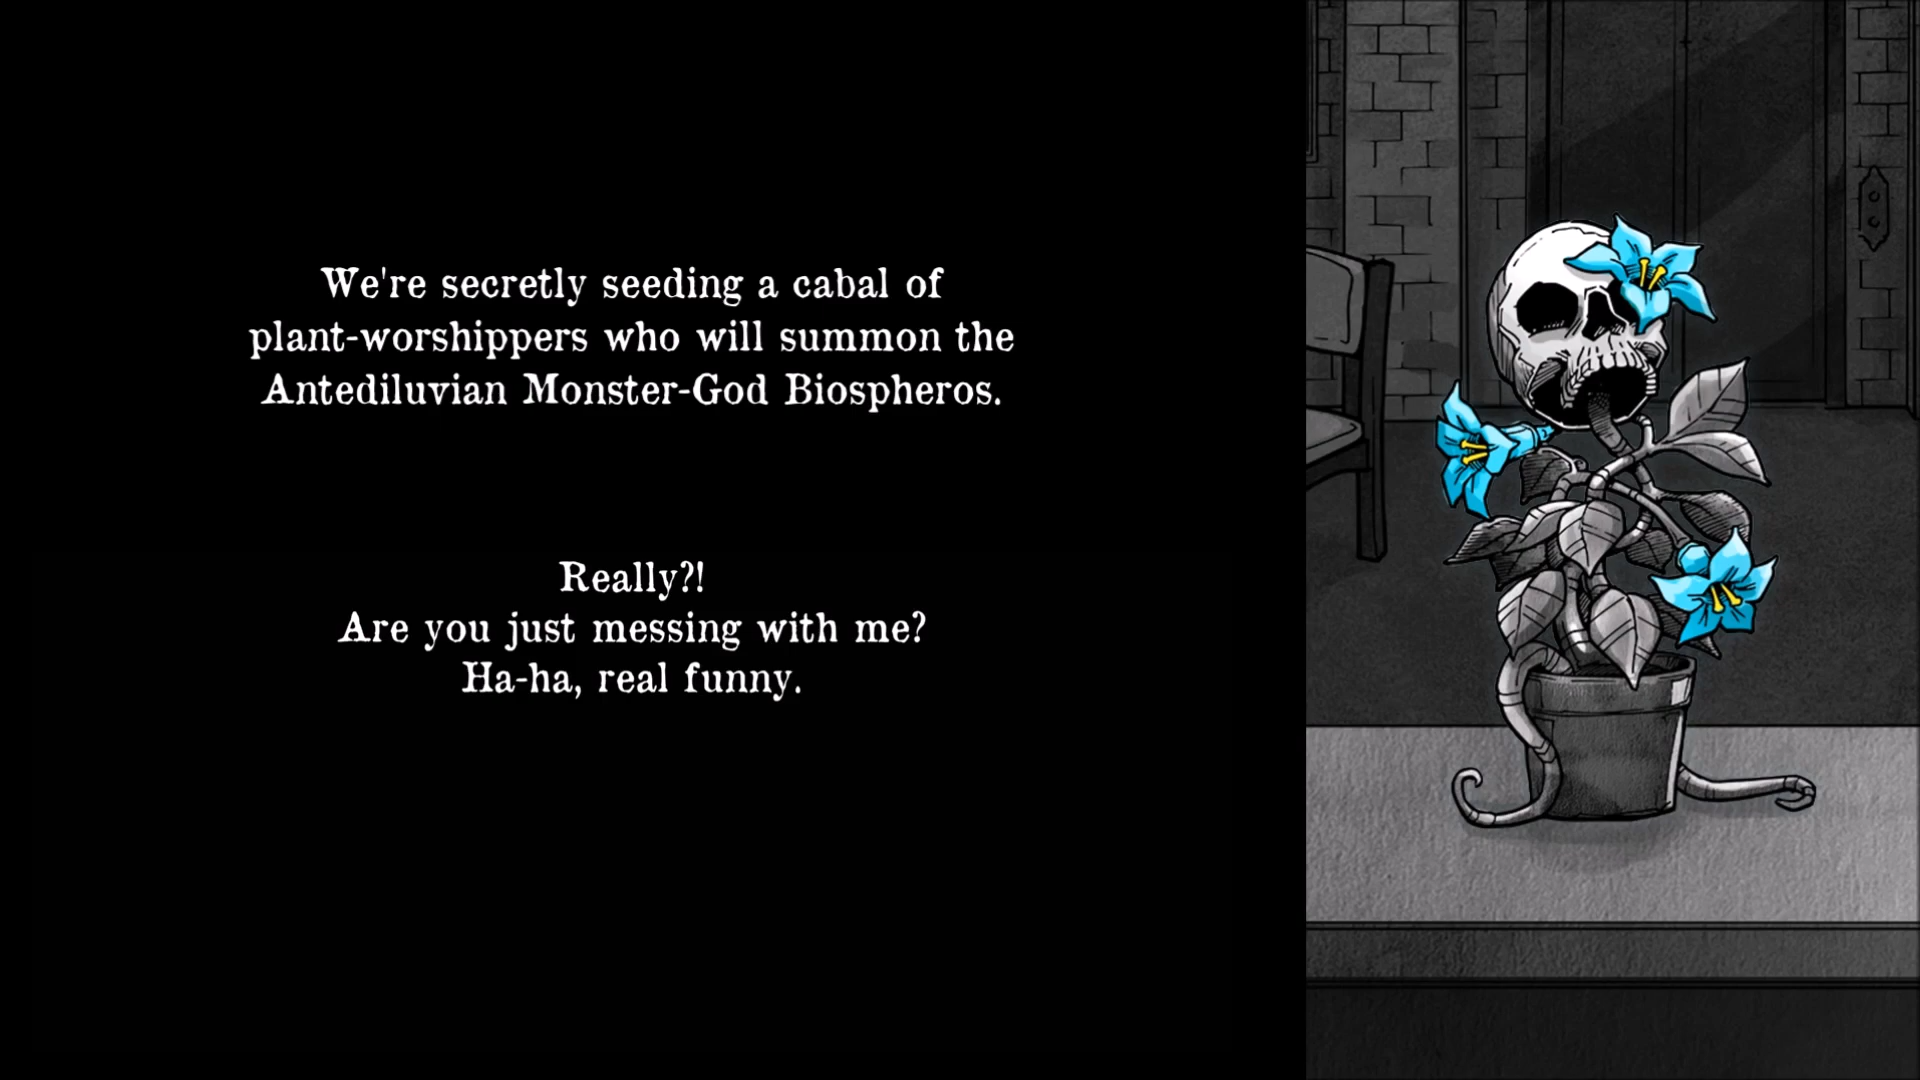 We're secretly seeding a cabal of
plant-worshippers who will summon the
Antediluvian Monster-God Biospheros.
Really?!
Are you just messing with me?
Ha-ha, real funny.